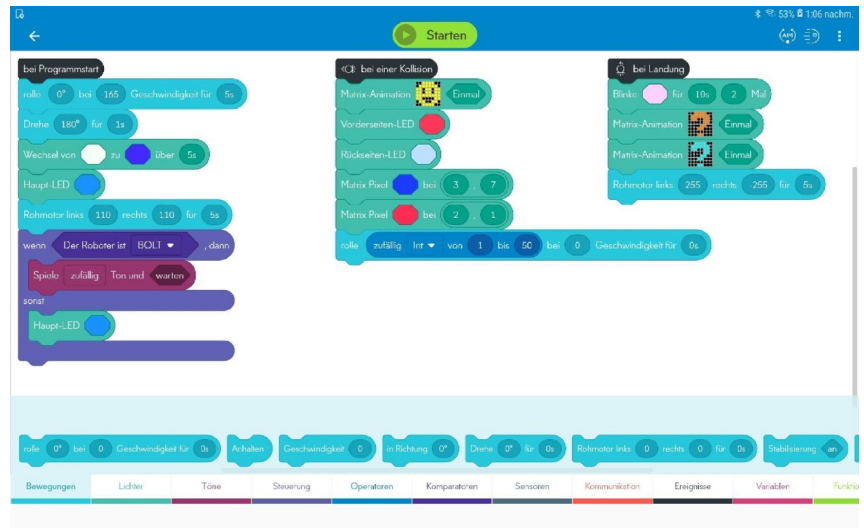 53% 1:06 nachm.
Starten
bei Programmstart
rolle 0° bei 165 Geschwindigkeit für 5s
Drehe 180° für 1s
Wechsel von zu über 5s
Haupt-LED
Rohmotor links 110 rechts 110 für 5s
wenn Der Roboter ist BOLT , dann
Spiele zufällig Ton und warten
sonst
Haupt-LED
bei einer Kollision
Matrix-Animation Einmal
Vorderseiten-LED
Rückseiten-LED
Matrix Pixel bei 3 , 7
Matrix Pixel bei 2 , 1
rolle zufällig Int von 1 bis 50 bei 0 Geschwindigkeit für 0s
bei Landung
Blinke für 10s 2 Mal
Matrix-Animation Einmal
Matrix-Animation Einmal
Rohmotor links 255 rechts -255 für 5s
rolle 0° bei 0 Geschwindigkeit für 0s Anhalten Geschwindigkeit 0 in Richtung 0° Drehe 0° für 0s Rohmotor links 0 rechts 0 für 0s Stabilisierung an
Bewegungen Lichter Töne Steuerung Operatoren Komparatoren Sensoren Kommunikation Ereignisse Variablen Funktio